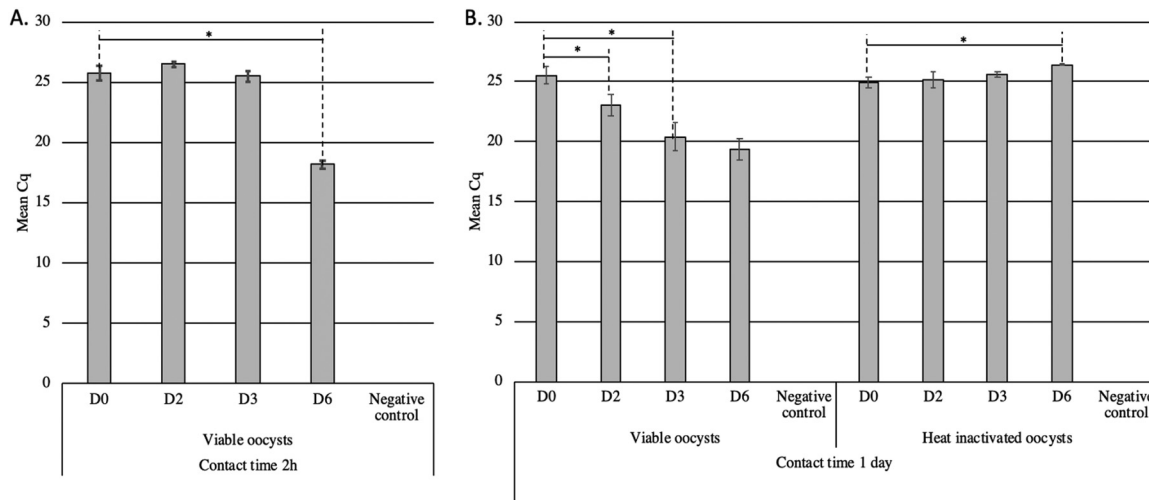 A.
30
25
20
15
10
5
0
Mean Cq
*
D0 D2 D3 D6 Negative
control
Viable oocysts
Contact time 2h
B.
30
25
20
15
10
5
0
Mean Cq
*
*
*
D0 D2 D3 D6 Negative D0 D2 D3 D6 Negative
control control
Viable oocysts Heat inactivated oocysts
Contact time 1 day